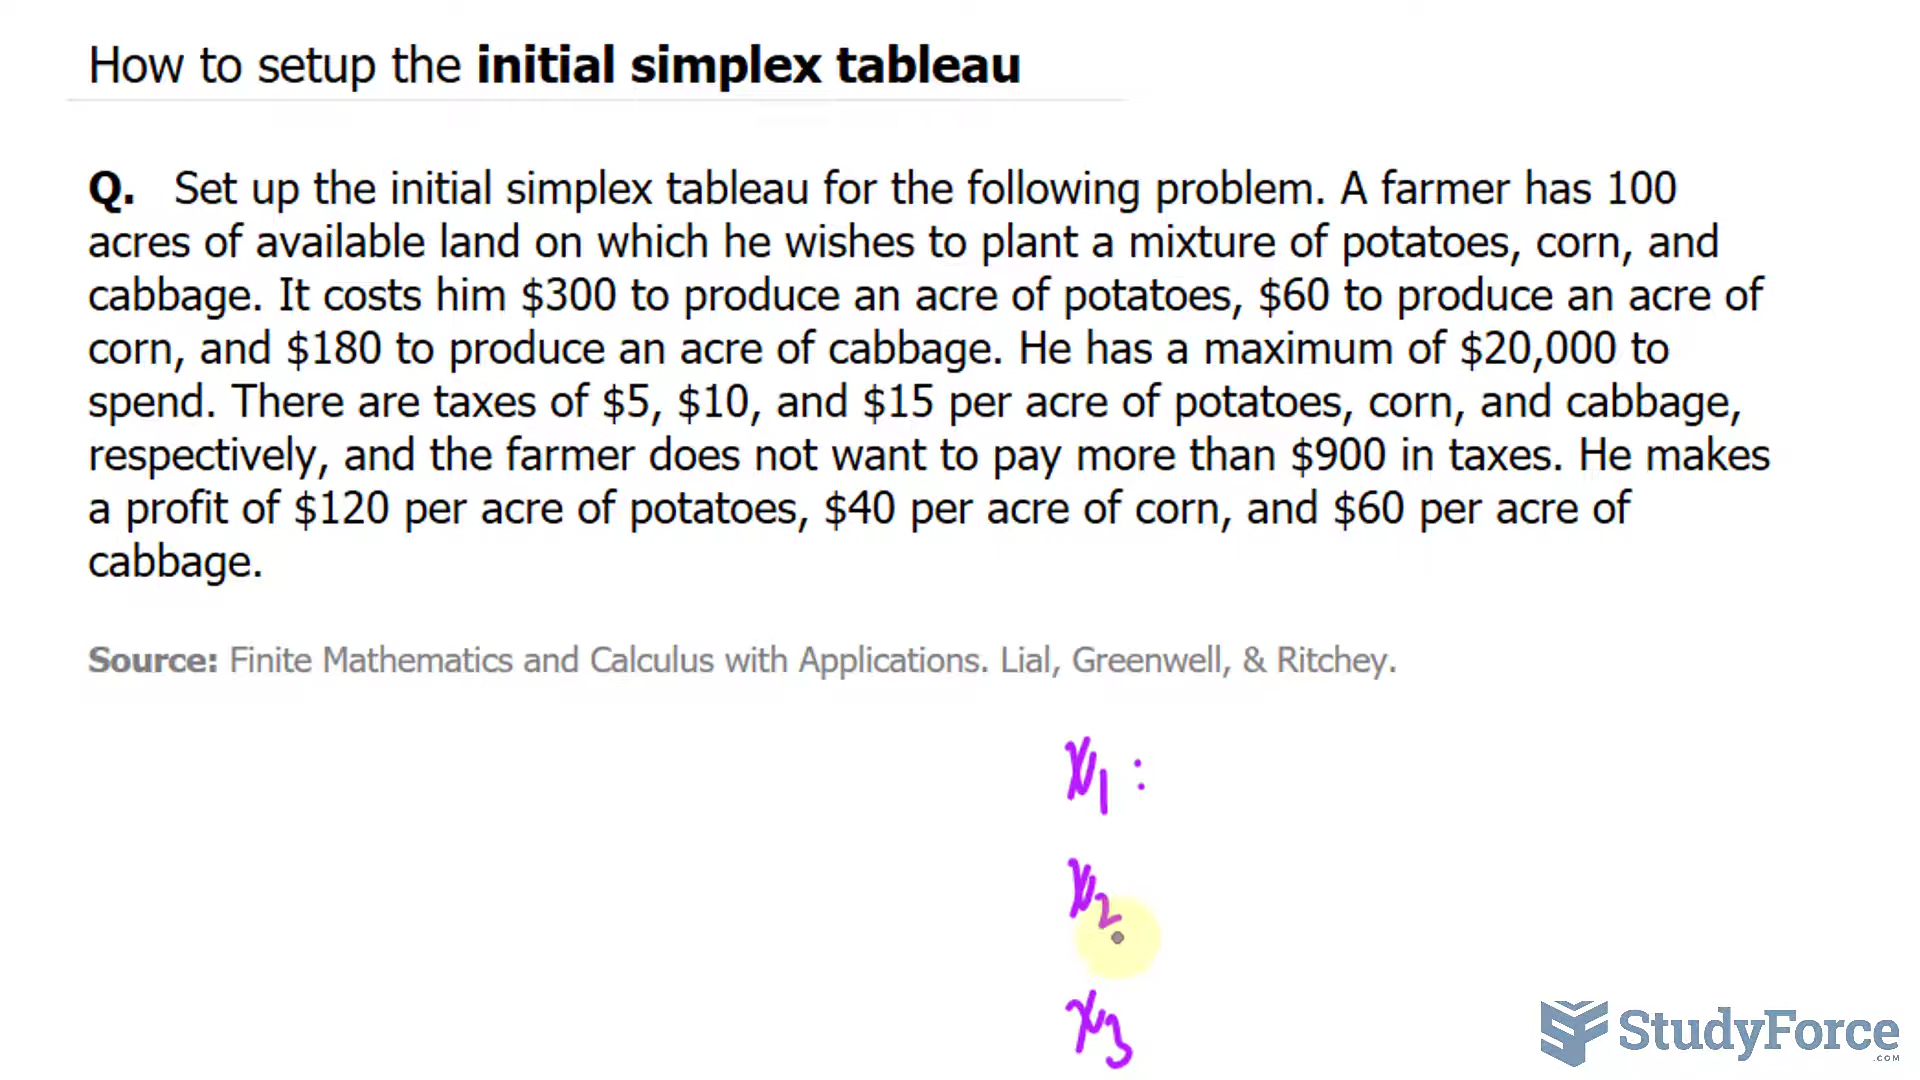 How to setup the initial simplex tableau
Q. Set up the initial simplex tableau for the following problem. A farmer has 100
acres of available land on which he wishes to plant a mixture of potatoes, corn, and
cabbage. It costs him $300 to produce an acre of potatoes, $60 to produce an acre of
corn, and $180 to produce an acre of cabbage. He has a maximum of $20,000 to
spend. There are taxes of $5, $10, and $15 per acre of potatoes, corn, and cabbage,
respectively, and the farmer does not want to pay more than $900 in taxes. He makes
a profit of $120 per acre of potatoes, $40 per acre of corn, and $60 per acre of
cabbage.
Source: Finite Mathematics and Calculus with Applications. Lial, Greenwell, & Ritchey.
x₁ :
x₂
x₃
SF StudyForce
.COM